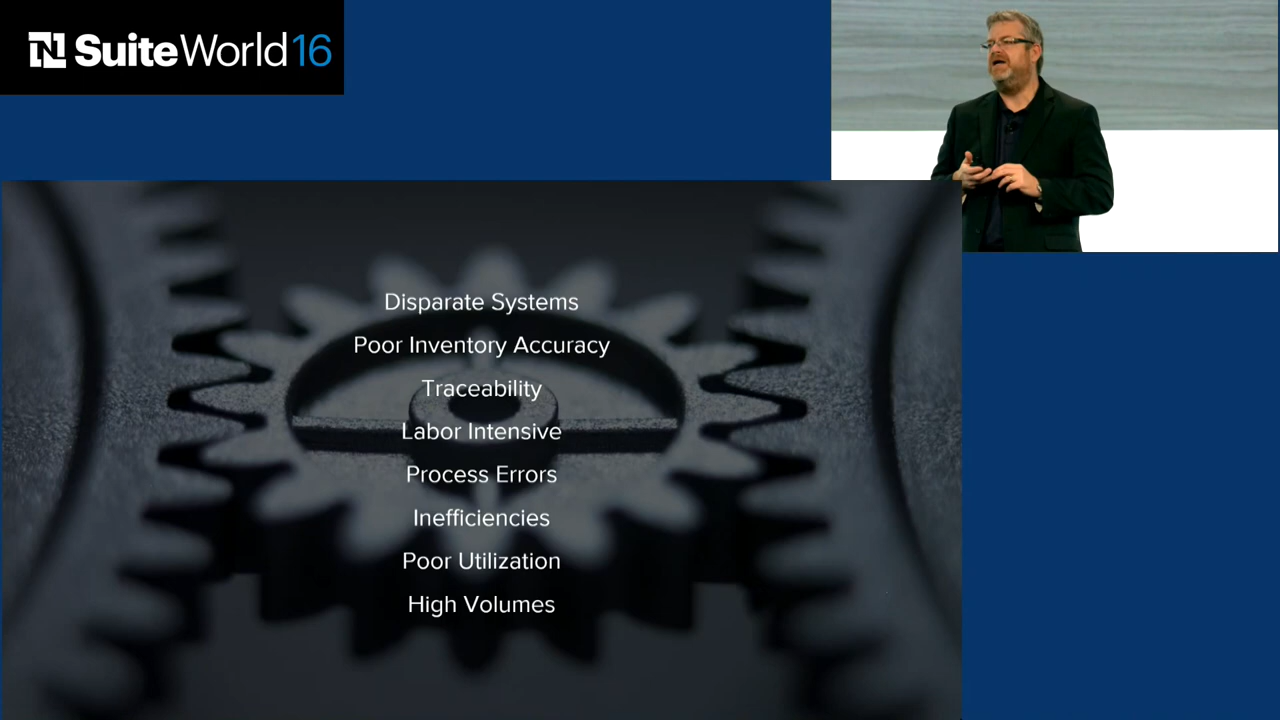 N SuiteWorld16
Disparate Systems
Poor Inventory Accuracy
Traceability
Labor Intensive
Process Errors
Inefficiencies
Poor Utilization
High Volumes